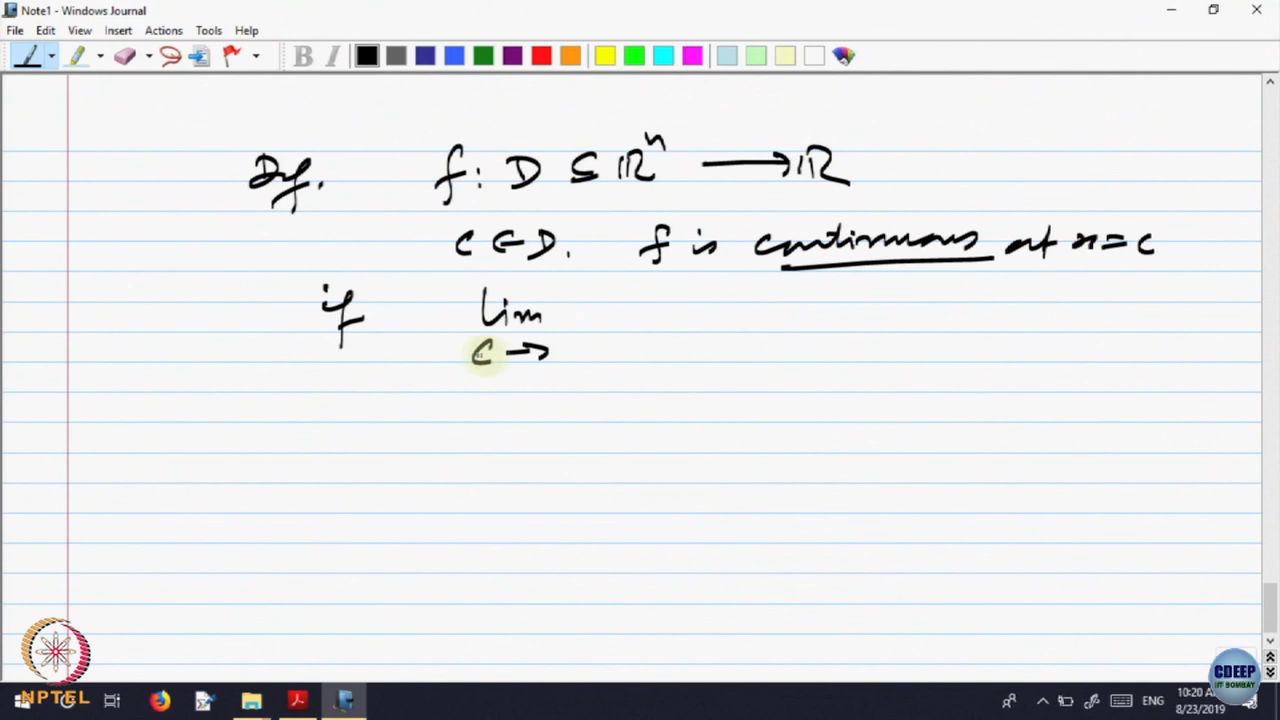 Note1 - Windows Journal
File Edit View Insert Actions Tools Help
B I
Def. f: D ⊆ ℝⁿ ⟶ ℝ
c ∈ D. f is continuous at x = c
if lim
c →
NPTEL
CDEEP
IIT BOMBAY
ENG
10:20 A
8/23/2019